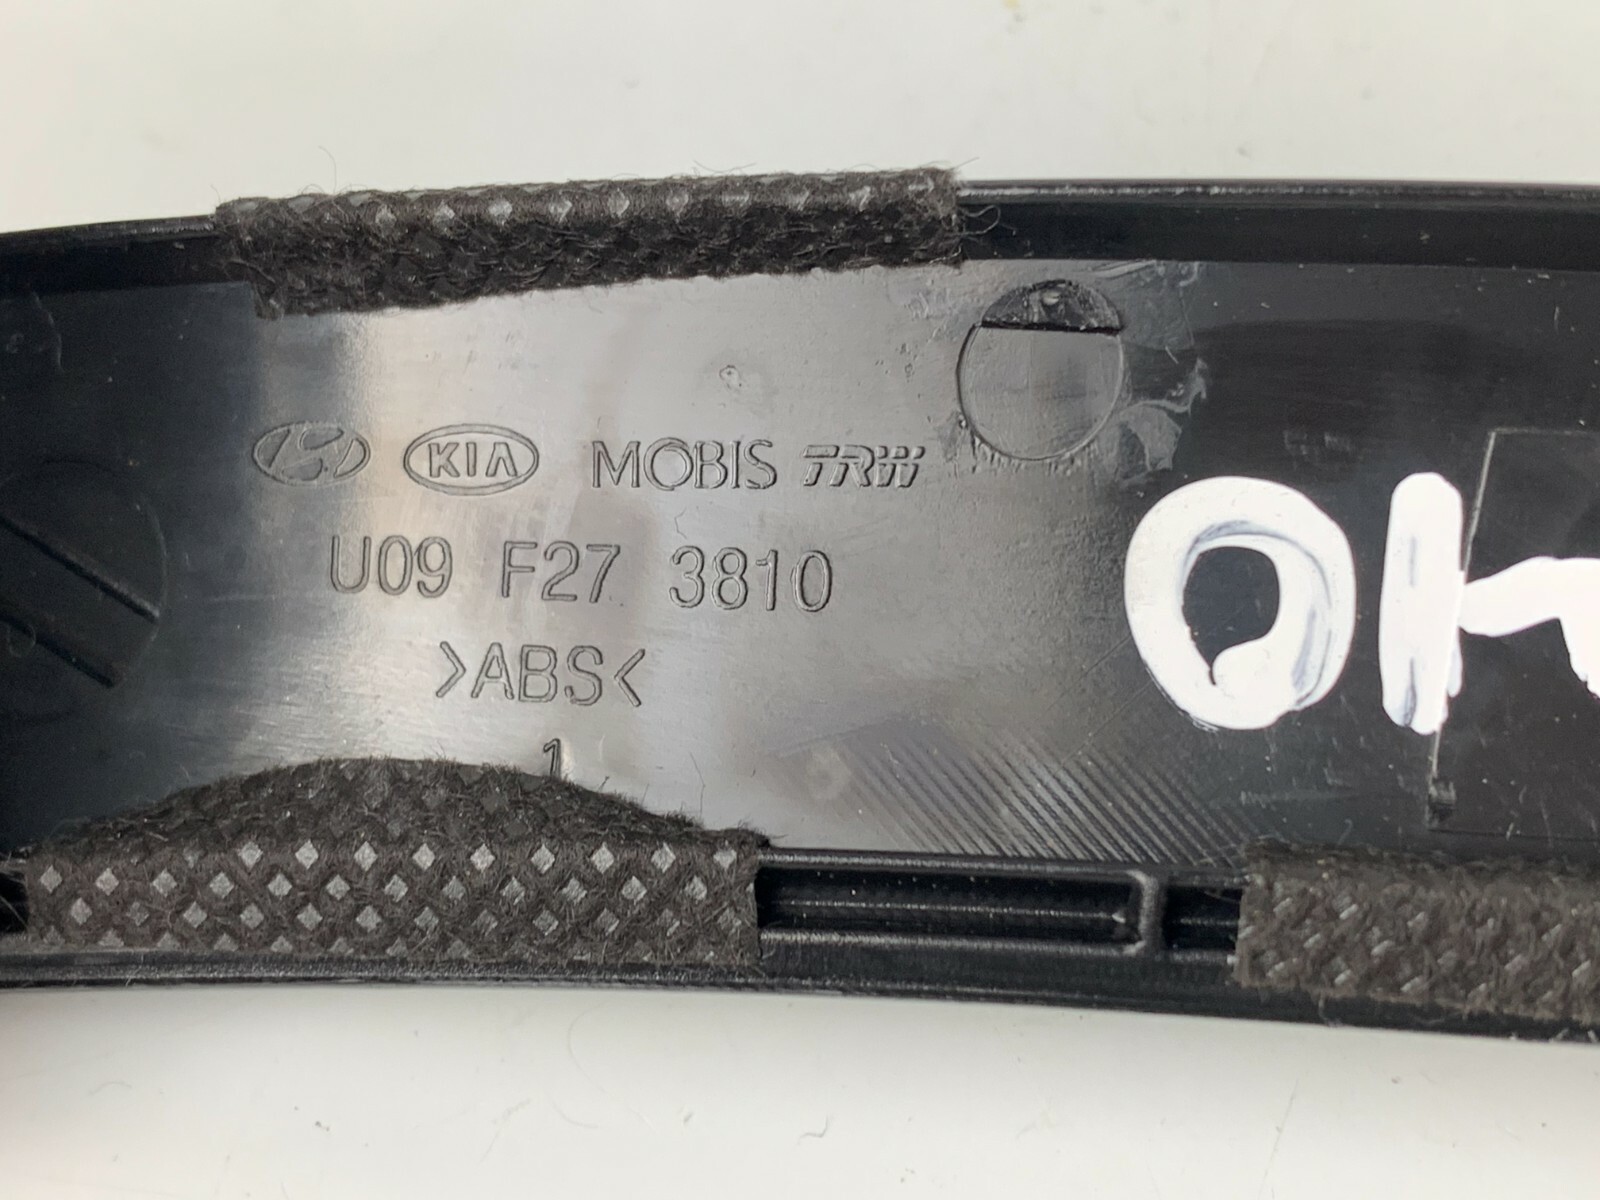 KIA MOBIS TRW
U09 F27 3810
>ABS<
1